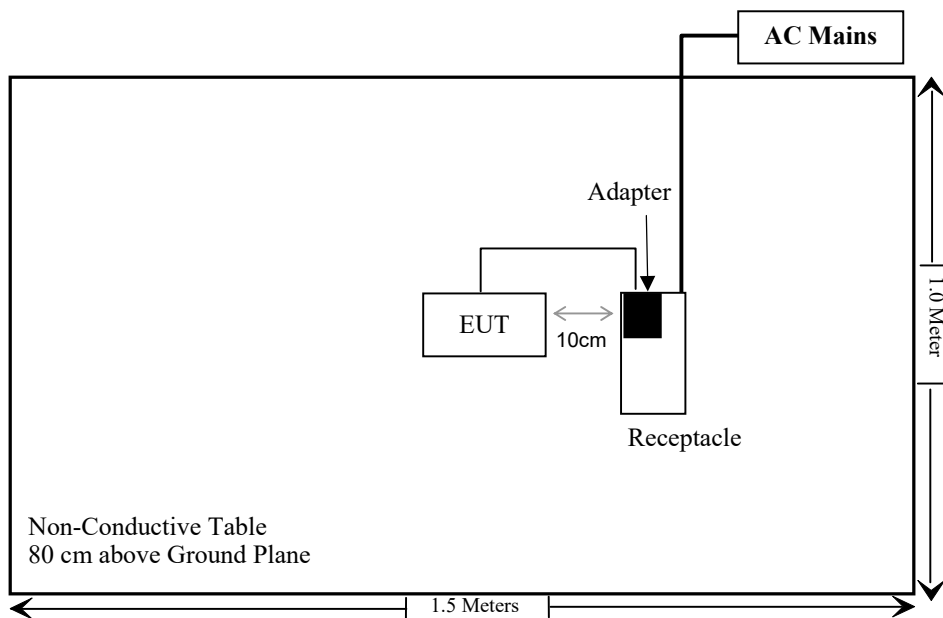 AC Mains
Adapter
EUT
10cm
1.0 Meter
Receptacle
Non-Conductive Table
80 cm above Ground Plane
1.5 Meters